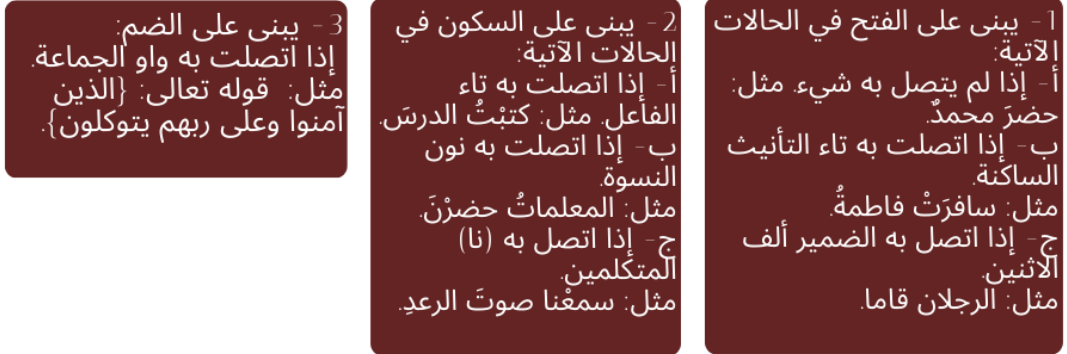 1- يبنى على الفتح في الحالات
الآتية:
أ- إذا لم يتصل به شيء. مثل:
حضرَ محمدٌ.
ب- إذا اتصلت به تاء التأنيث
الساكنة.
مثل: سافرَتْ فاطمةُ.
ج- إذا اتصل به الضمير ألف
الاثنين.
مثل: الرجلان قاما.
2- يبنى على السكون في
الحالات الآتية:
أ- إذا اتصلت به تاء
الفاعل. مثل: كتبْتُ الدرسَ.
ب- إذا اتصلت به نون
النسوة.
مثل: المعلماتُ حضرْنَ.
ج- إذا اتصل به (نا)
المتكلمين.
مثل: سمعْنا صوتَ الرعدِ.
3- يبنى على الضم:
إذا اتصلت به واو الجماعة.
مثل: قوله تعالى: {الذين
آمنوا وعلى ربهم يتوكلون}.